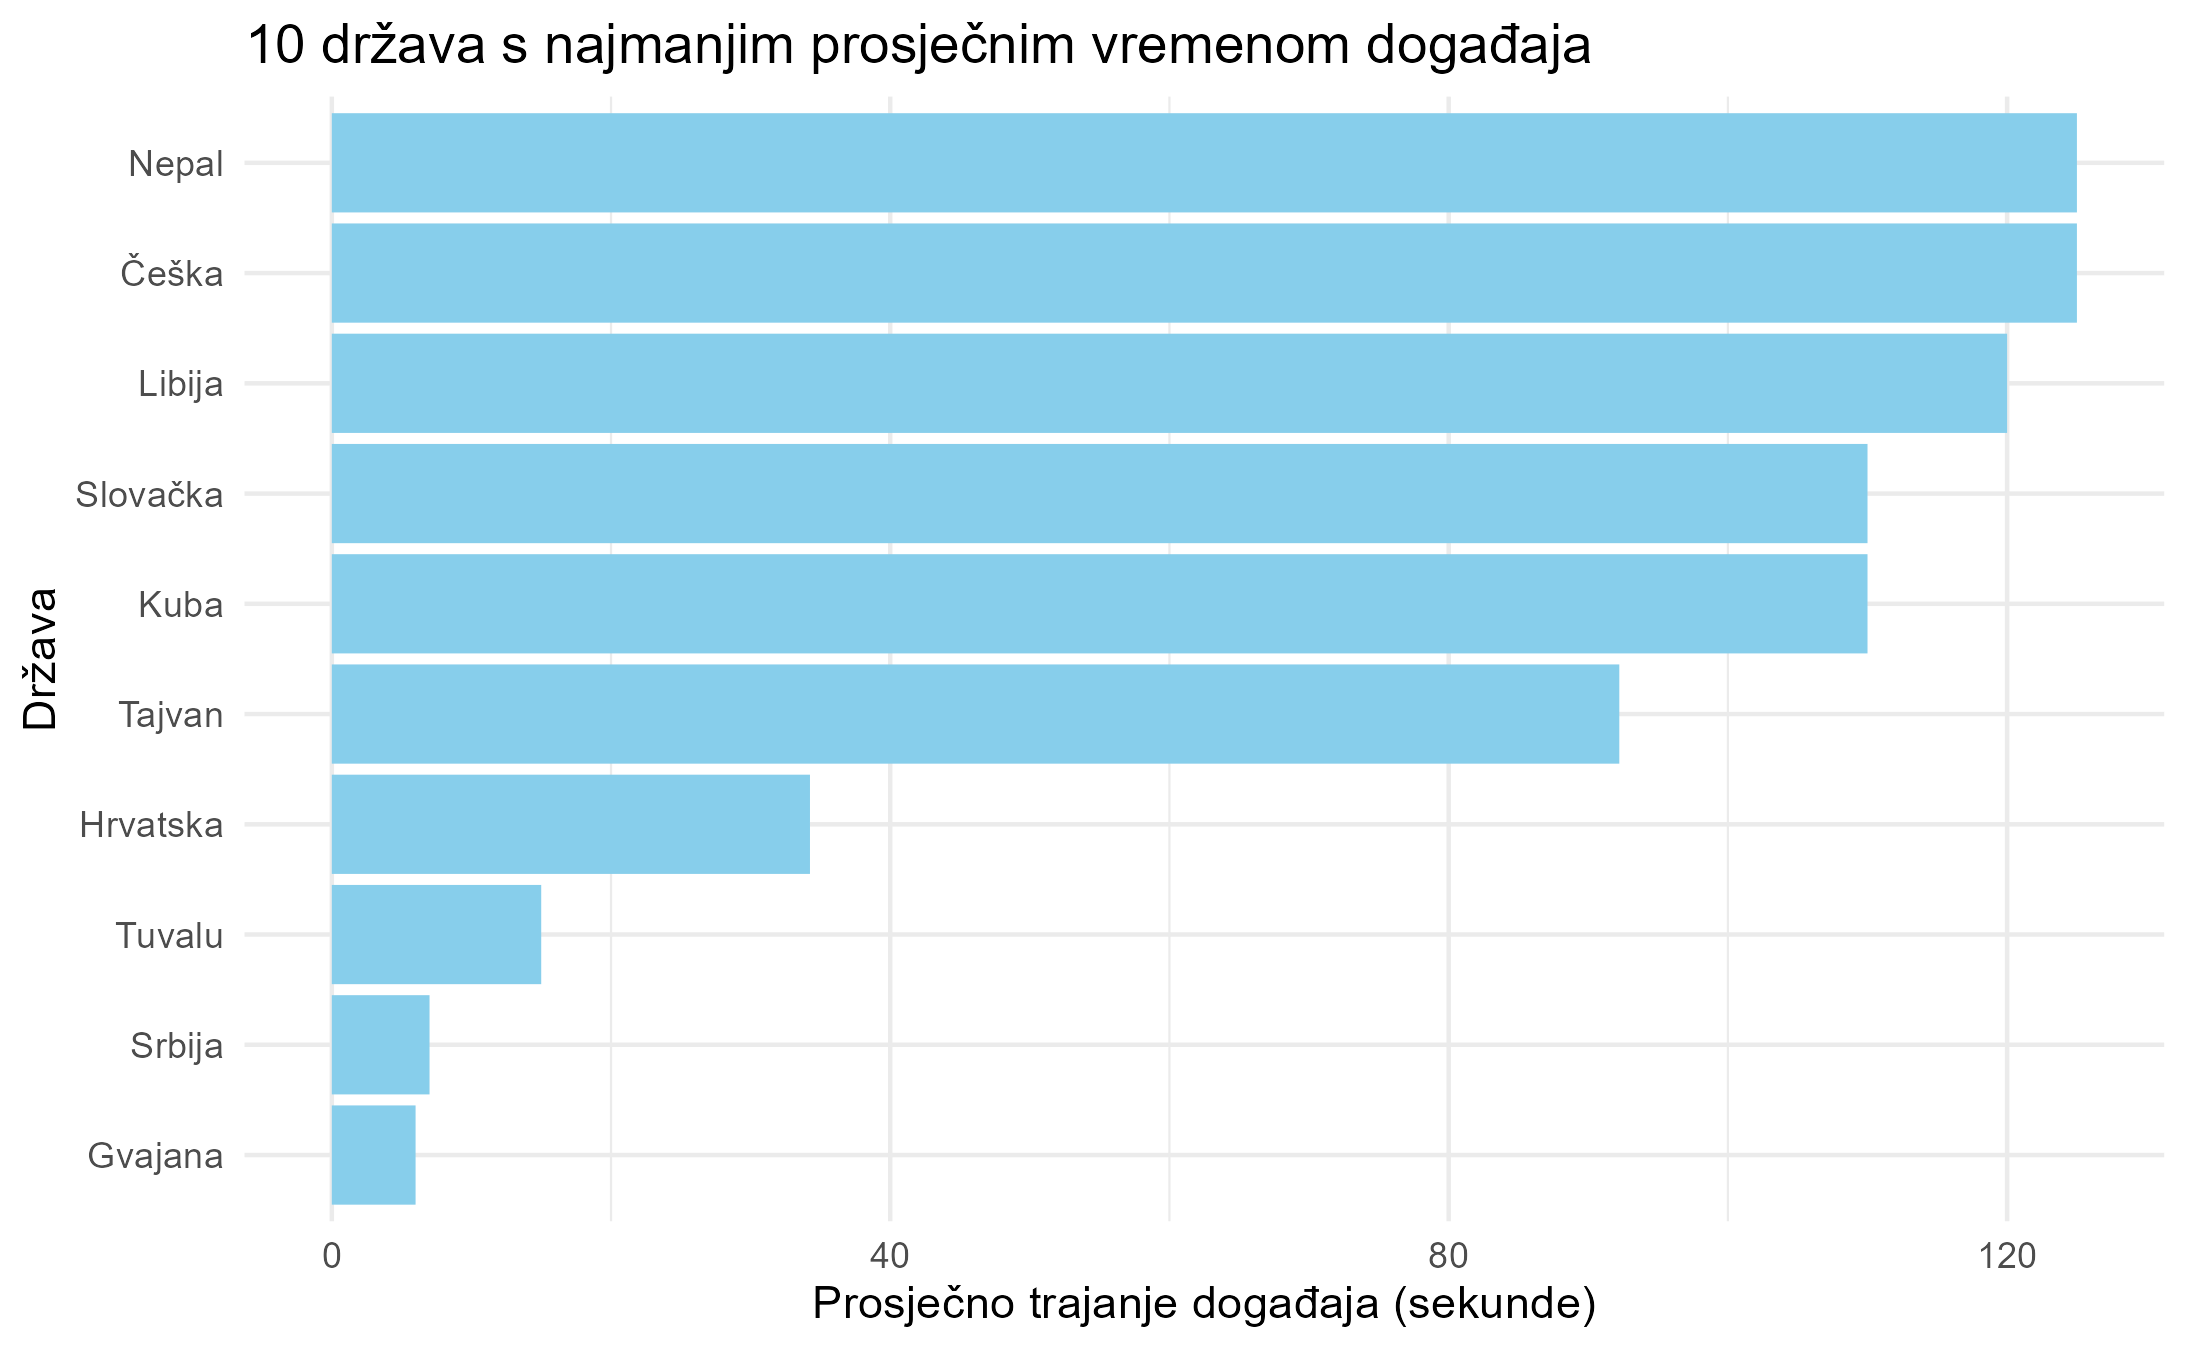 10 država s najmanjim prosječnim vremenom događaja
Država
Nepal
Češka
Libija
Slovačka
Kuba
Tajvan
Hrvatska
Tuvalu
Srbija
Gvajana
0 40 80 120
Prosječno trajanje događaja (sekunde)